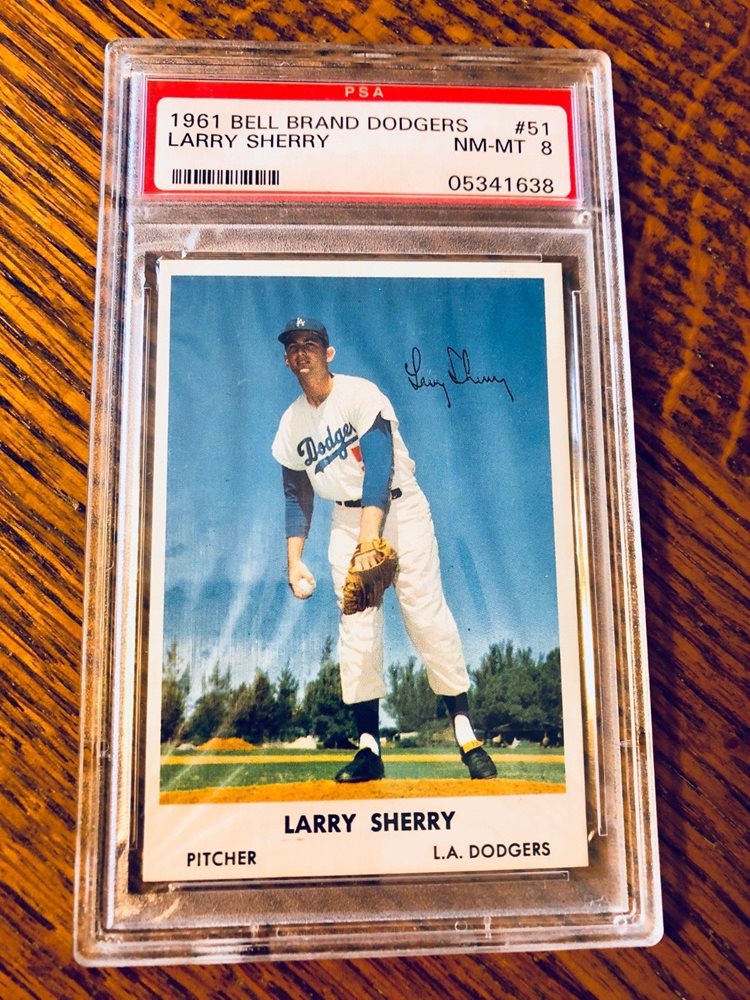 PSA
1961 BELL BRAND DODGERS #51
LARRY SHERRY NM-MT 8
05341638
LA
Larry Sherry
Dodgers
LARRY SHERRY
PITCHER L.A. DODGERS